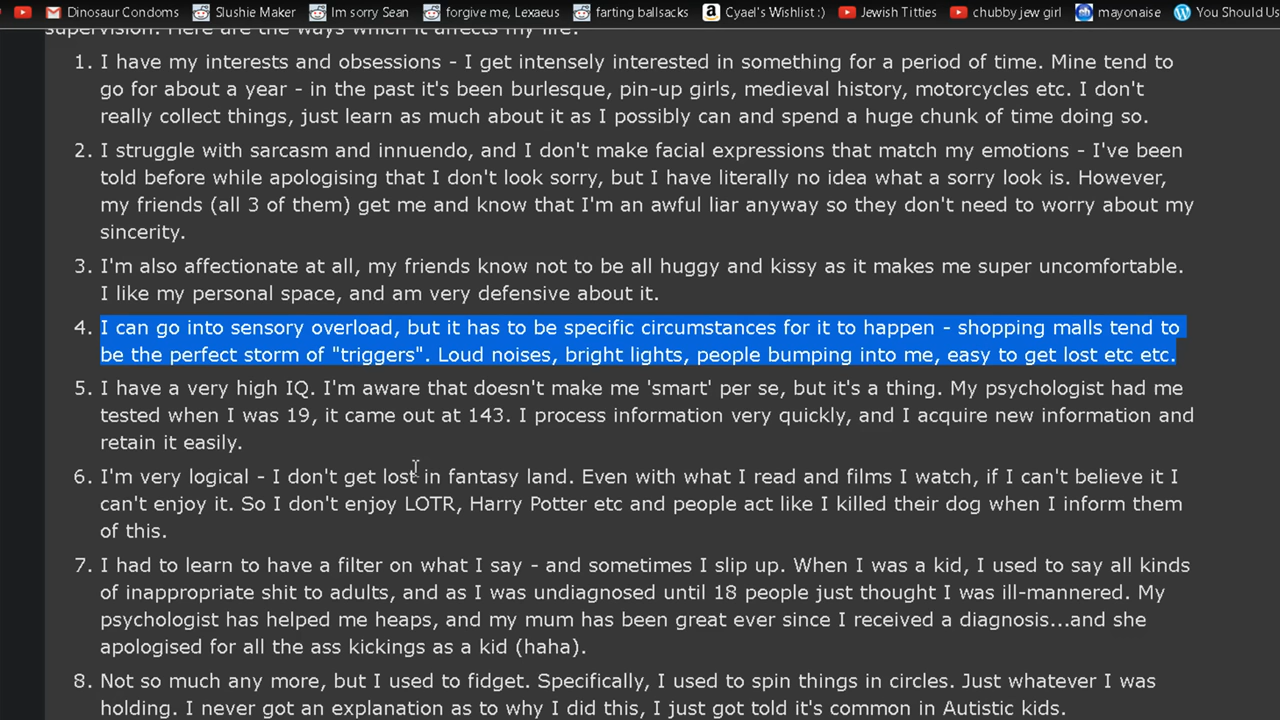 Dinosaur Condoms Slushie Maker Im sorry Sean forgive me, Lexaeus farting ballsacks Cyael's Wishlist :) Jewish Titties chubby jew girl mayonaise You Should Us
supervision. Here are the ways which it affects my life:
1. I have my interests and obsessions - I get intensely interested in something for a period of time. Mine tend to
go for about a year - in the past it's been burlesque, pin-up girls, medieval history, motorcycles etc. I don't
really collect things, just learn as much about it as I possibly can and spend a huge chunk of time doing so.
2. I struggle with sarcasm and innuendo, and I don't make facial expressions that match my emotions - I've been
told before while apologising that I don't look sorry, but I have literally no idea what a sorry look is. However,
my friends (all 3 of them) get me and know that I'm an awful liar anyway so they don't need to worry about my
sincerity.
3. I'm also affectionate at all, my friends know not to be all huggy and kissy as it makes me super uncomfortable.
I like my personal space, and am very defensive about it.
4. I can go into sensory overload, but it has to be specific circumstances for it to happen - shopping malls tend to
be the perfect storm of "triggers". Loud noises, bright lights, people bumping into me, easy to get lost etc etc.
5. I have a very high IQ. I'm aware that doesn't make me 'smart' per se, but it's a thing. My psychologist had me
tested when I was 19, it came out at 143. I process information very quickly, and I acquire new information and
retain it easily.
6. I'm very logical - I don't get lost in fantasy land. Even with what I read and films I watch, if I can't believe it I
can't enjoy it. So I don't enjoy LOTR, Harry Potter etc and people act like I killed their dog when I inform them
of this.
7. I had to learn to have a filter on what I say - and sometimes I slip up. When I was a kid, I used to say all kinds
of inappropriate shit to adults, and as I was undiagnosed until 18 people just thought I was ill-mannered. My
psychologist has helped me heaps, and my mum has been great ever since I received a diagnosis...and she
apologised for all the ass kickings as a kid (haha).
8. Not so much any more, but I used to fidget. Specifically, I used to spin things in circles. Just whatever I was
holding. I never got an explanation as to why I did this, I just got told it's common in Autistic kids.